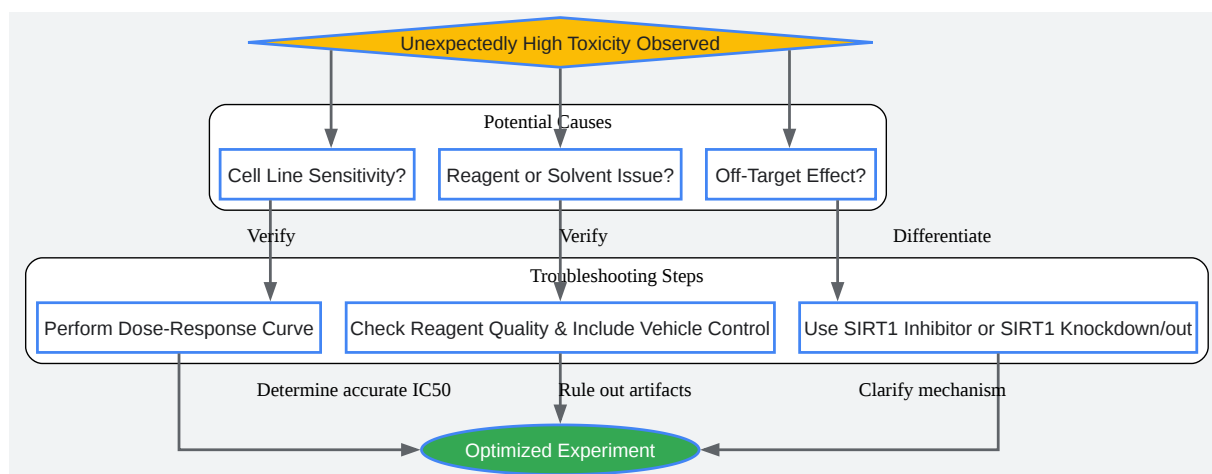 Unexpectedly High Toxicity Observed
Potential Causes
Cell Line Sensitivity?
Reagent or Solvent Issue?
Off-Target Effect?
Verify
Verify
Differentiate
Troubleshooting Steps
Perform Dose-Response Curve
Check Reagent Quality & Include Vehicle Control
Use SIRT1 Inhibitor or SIRT1 Knockdown/out
Determine accurate IC50
Rule out artifacts
Clarify mechanism
Optimized Experiment